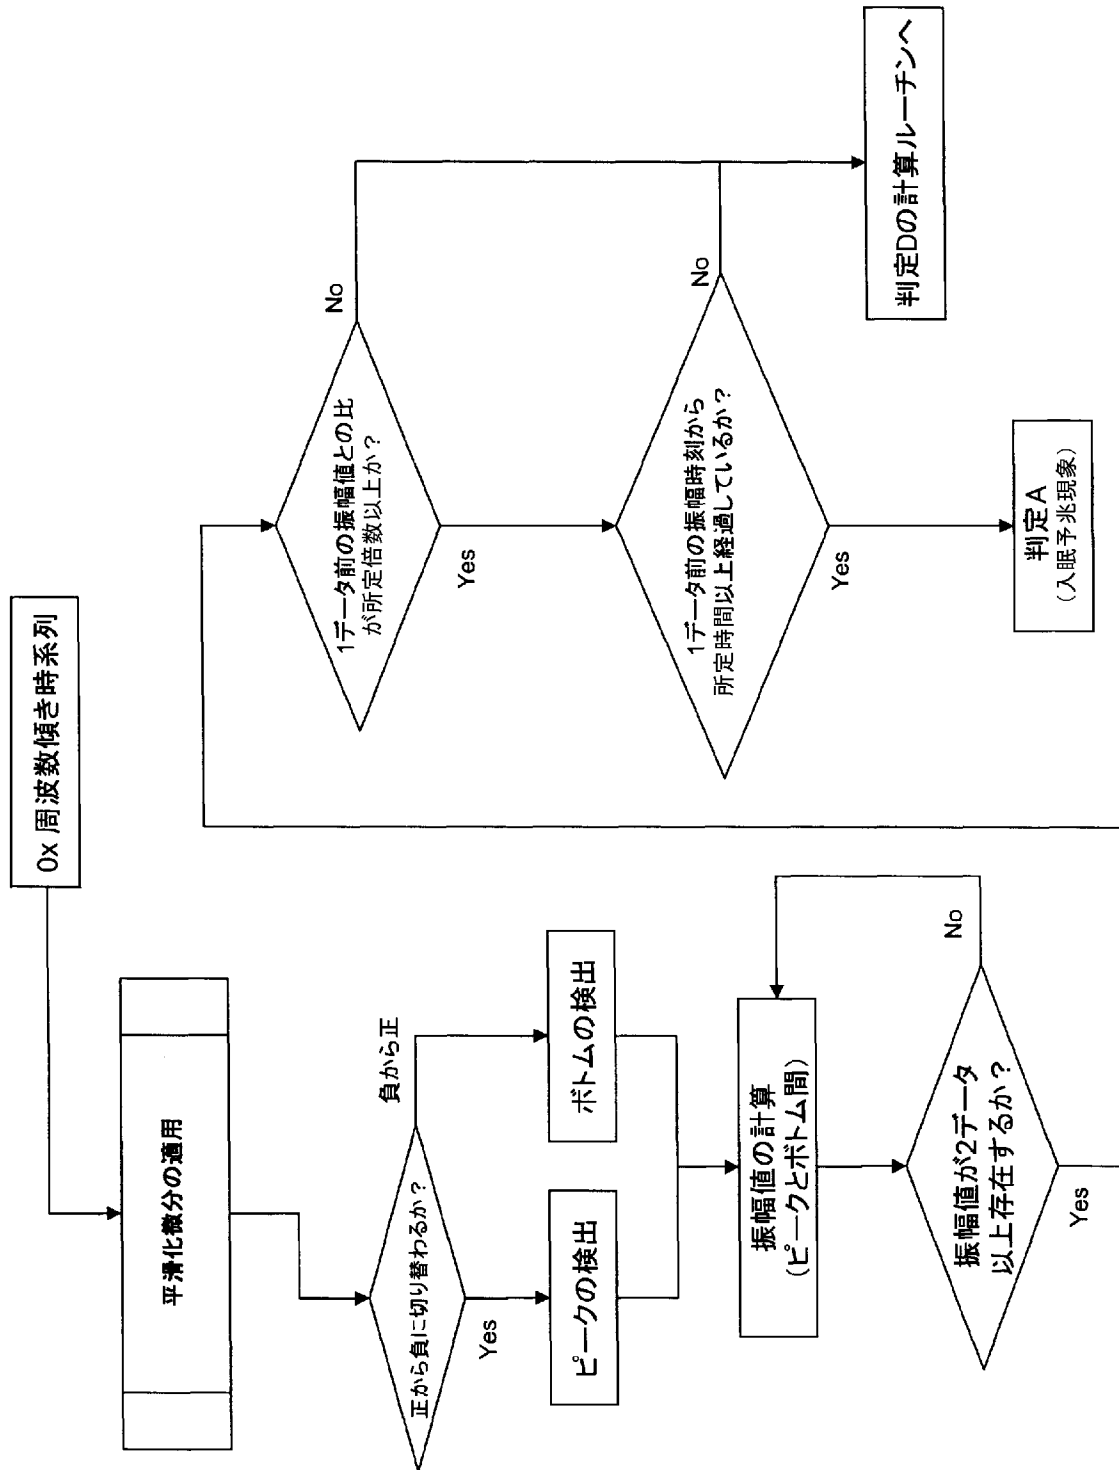 0x 周波数傾き時系列
平滑化微分の適用
正から負に切り替わるか？
負から正
Yes
ピークの検出
ボトムの検出
振幅値の計算
(ピークとボトム間)
振幅値が2データ
以上存在するか？
No
Yes
1データ前の振幅値との比
が所定倍数以上か？
No
Yes
1データ前の振幅時刻から
所定時間以上経過しているか？
No
Yes
判定A
(入眠予兆現象)
判定Dの計算ルーチンへ